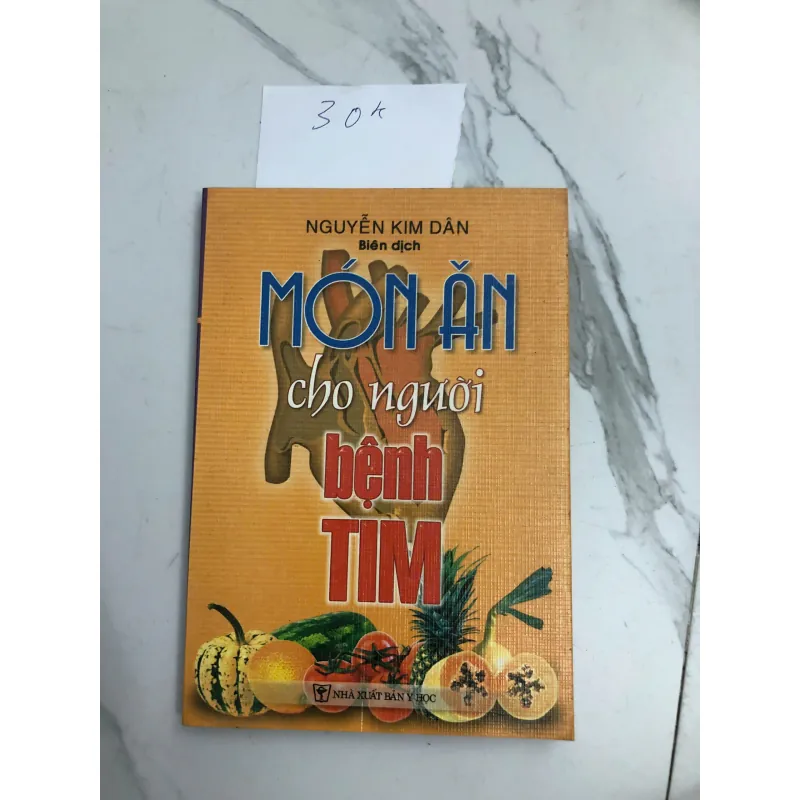 30k
NGUYỄN KIM DÂN
Biên dịch
MÓN ĂN
cho người
bệnh
TIM
NHÀ XUẤT BẢN Y HỌC